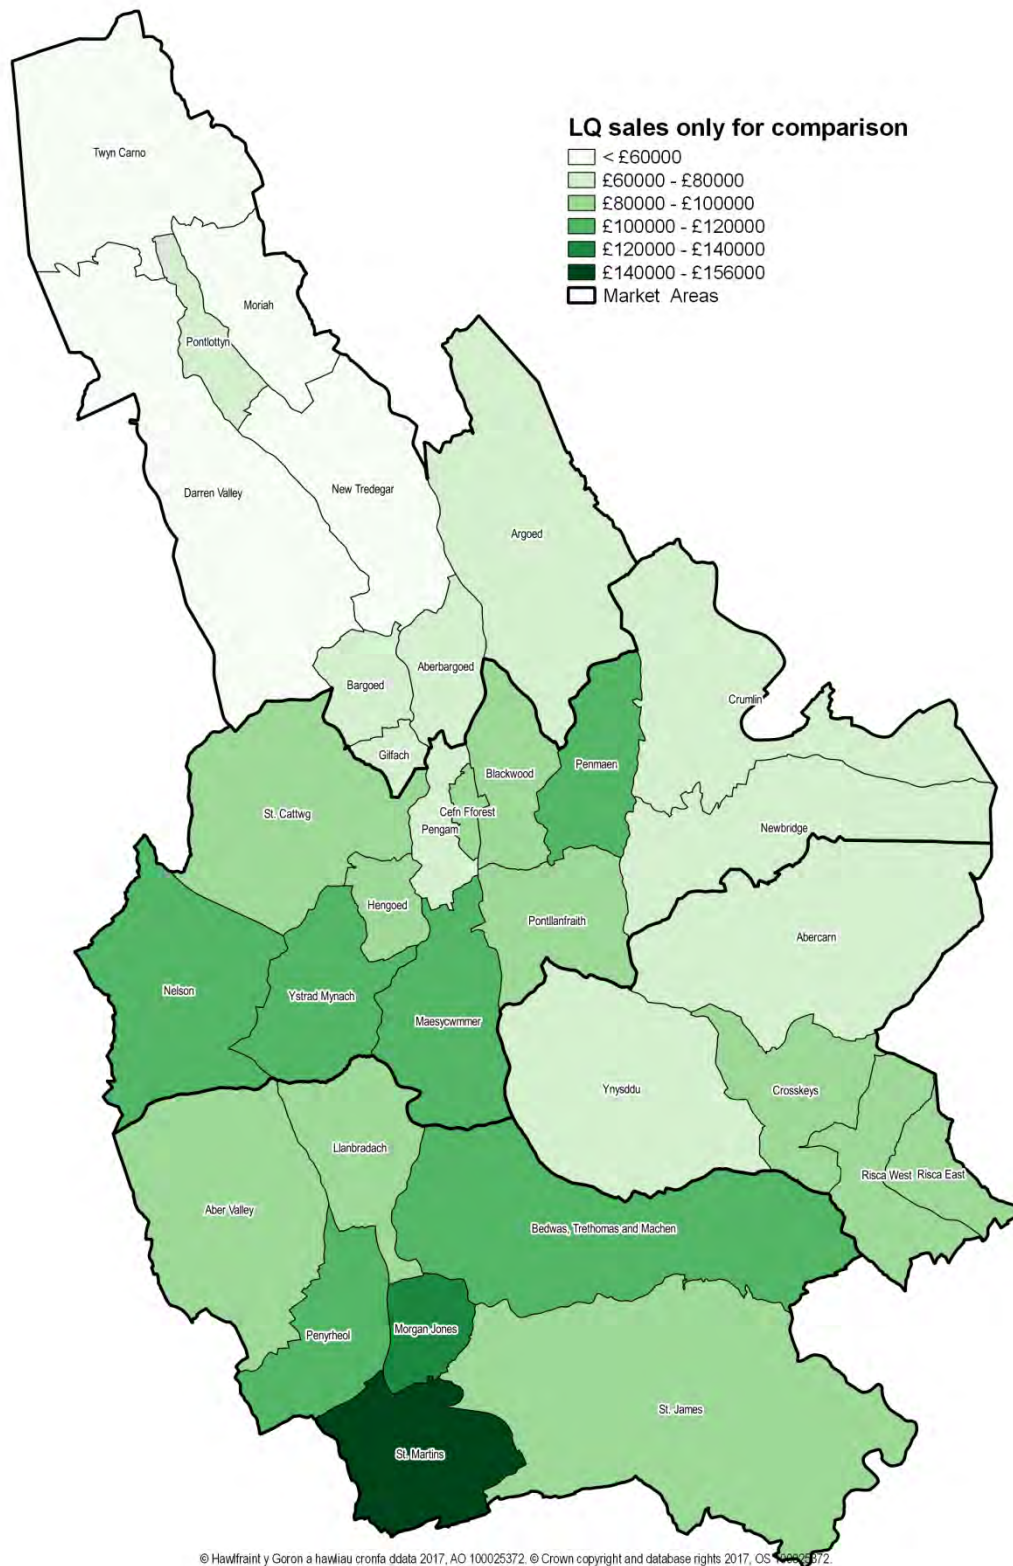 LQ sales only for comparison
< £60000
£60000 - £80000
£80000 - £100000
£100000 - £120000
£120000 - £140000
£140000 - £156000
Market Areas
Twyn Carno
Moriah
Pontlottyn
Darren Valley
New Tredegar
Argoed
Bargoed
Aberbargoed
Crumlin
Gilfach
Blackwood
Penmaen
St. Cattwg
Cefn Fforest
Pengam
Newbridge
Hengoed
Pontllanfraith
Abercarn
Nelson
Ystrad Mynach
Maesycwmmer
Ynysddu
Crosskeys
Llanbradach
Risca West
Risca East
Aber Valley
Bedwas, Trethomas and Machen
Penyrheol
Morgan Jones
St. James
St. Martins
© Hawlfraint y Goron a hawliau cronfa ddata 2017, AO 100025372. © Crown copyright and database rights 2017, OS 100025372.